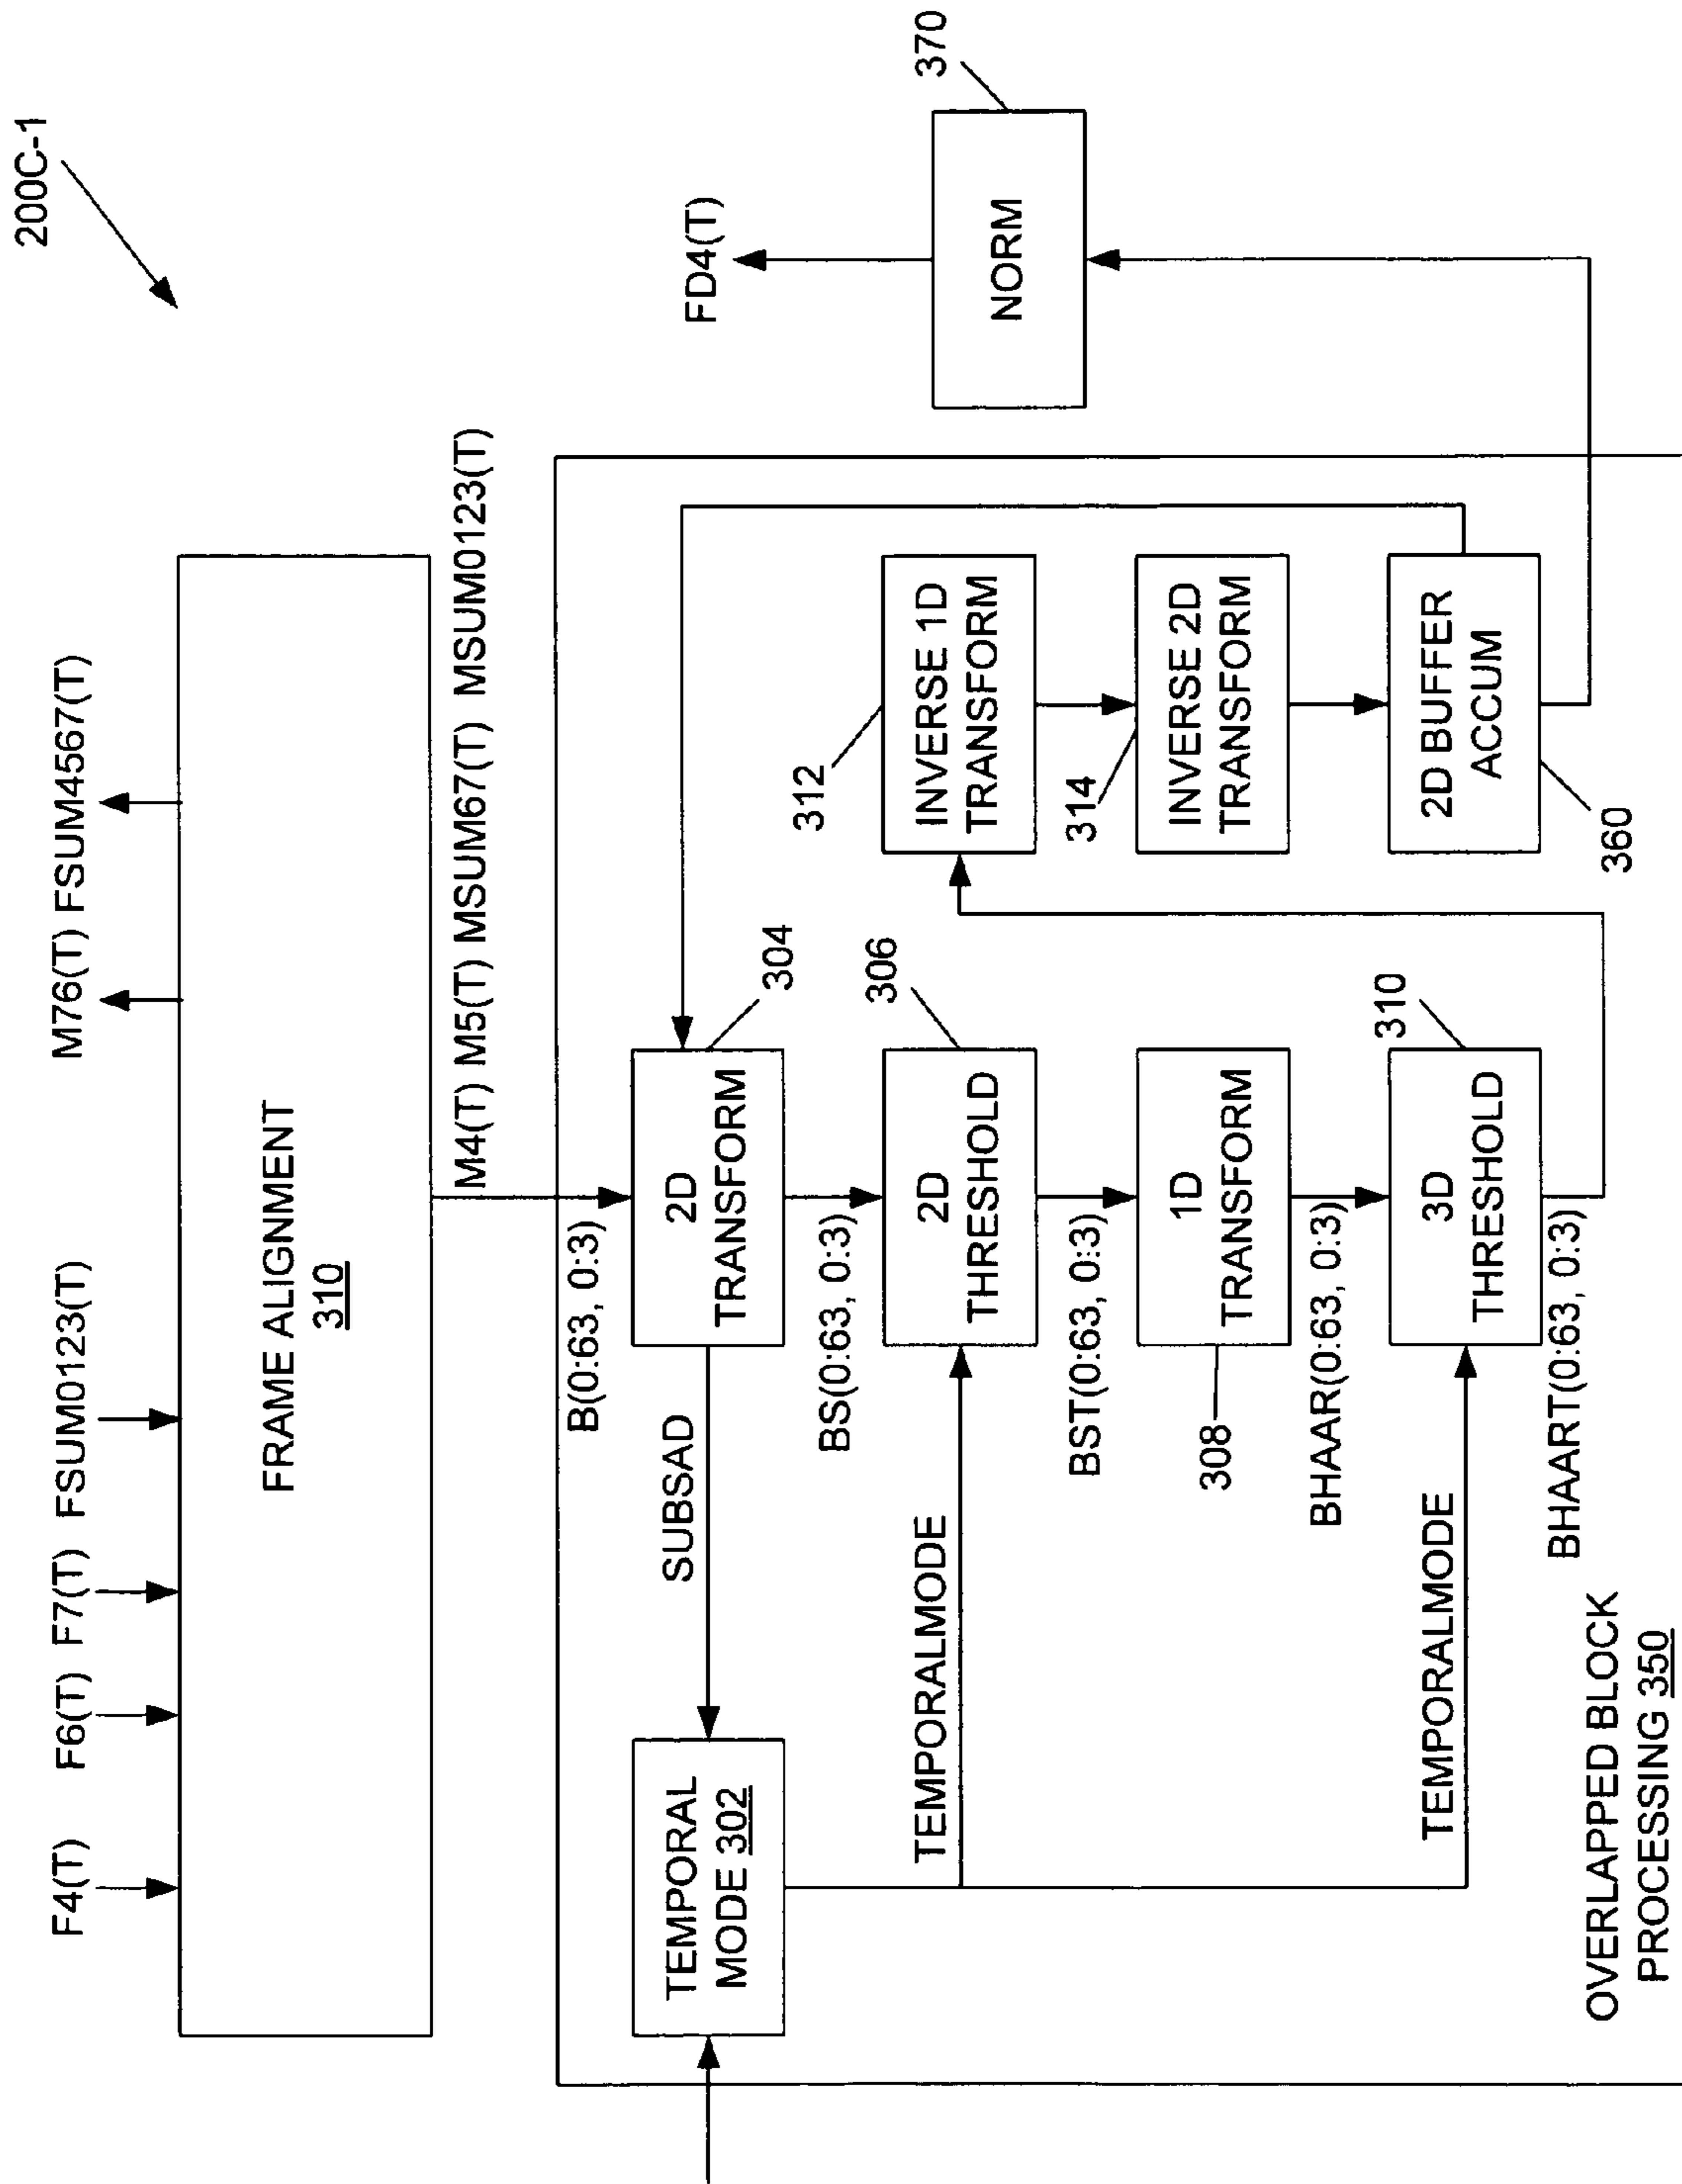 200C-1
F4(T) F6(T) F7(T) FSUM0123(T)
M76(T) FSUM4567(T)
FRAME ALIGNMENT
310
M4(T) M5(T) MSUM67(T) MSUM0123(T)
B(0:63, 0:3)
TEMPORAL
MODE 302
SUBSAD
2D
TRANSFORM
304
BS(0:63, 0:3)
TEMPORALMODE
2D
THRESHOLD
306
BST(0:63, 0:3)
308
1D
TRANSFORM
BHAAR(0:63, 0:3)
TEMPORALMODE
3D
THRESHOLD
310
BHAART(0:63, 0:3)
312
INVERSE 1D
TRANSFORM
314
INVERSE 2D
TRANSFORM
2D BUFFER
ACCUM
360
FD4(T)
NORM
370
OVERLAPPED BLOCK
PROCESSING 350